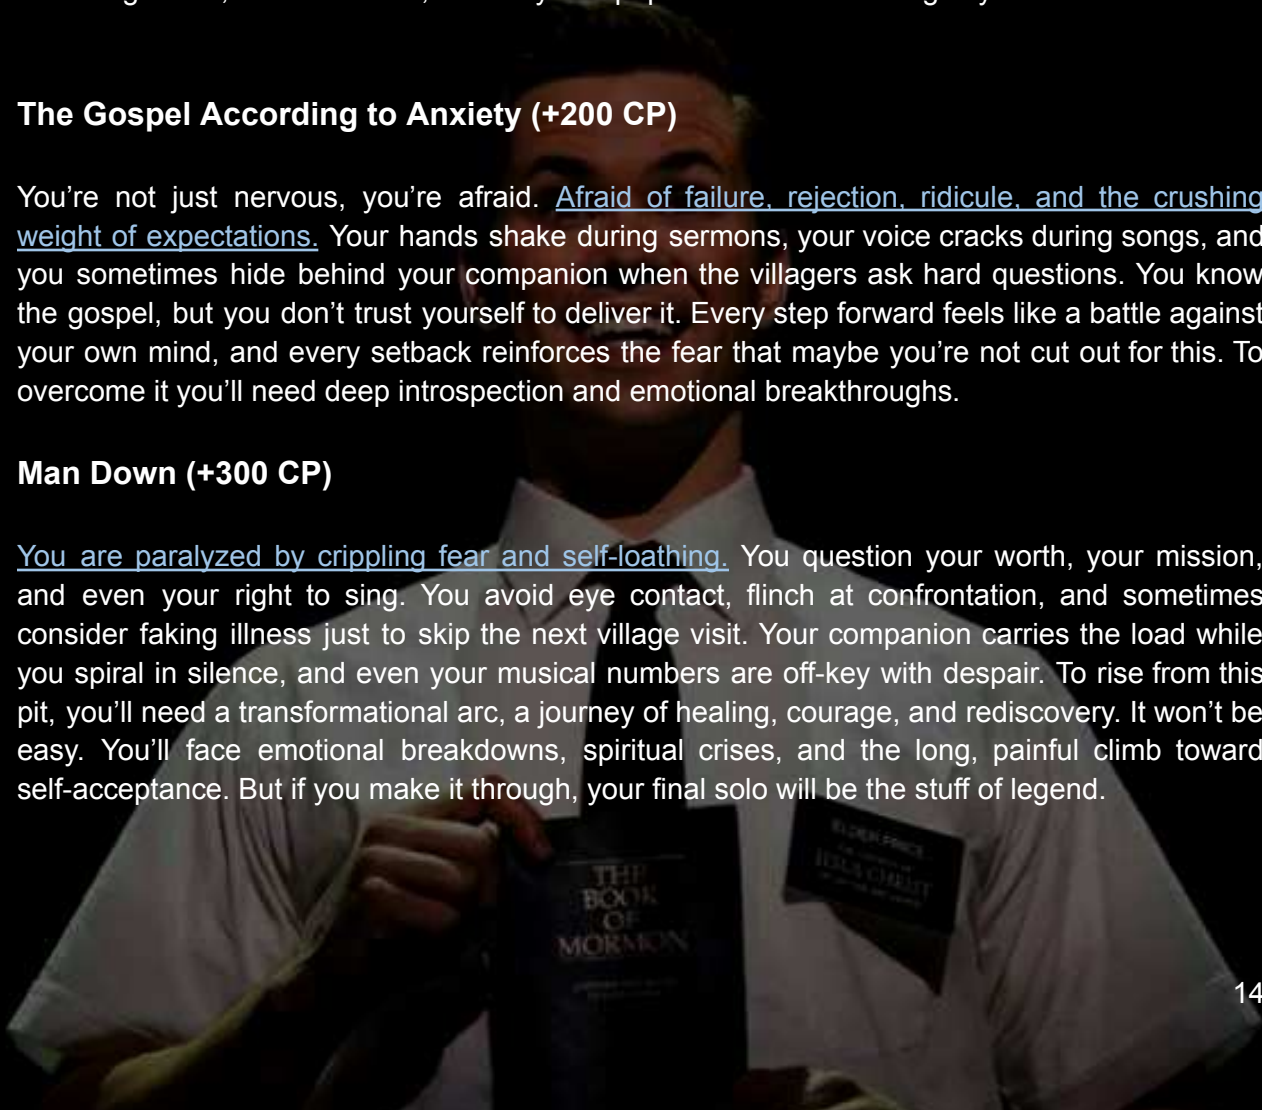 The Gospel According to Anxiety (+200 CP)
You’re not just nervous, you’re afraid. Afraid of failure, rejection, ridicule, and the crushing
weight of expectations. Your hands shake during sermons, your voice cracks during songs, and
you sometimes hide behind your companion when the villagers ask hard questions. You know
the gospel, but you don’t trust yourself to deliver it. Every step forward feels like a battle against
your own mind, and every setback reinforces the fear that maybe you’re not cut out for this. To
overcome it you’ll need deep introspection and emotional breakthroughs.
Man Down (+300 CP)
You are paralyzed by crippling fear and self-loathing. You question your worth, your mission,
and even your right to sing. You avoid eye contact, flinch at confrontation, and sometimes
consider faking illness just to skip the next village visit. Your companion carries the load while
you spiral in silence, and even your musical numbers are off-key with despair. To rise from this
pit, you’ll need a transformational arc, a journey of healing, courage, and rediscovery. It won’t be
easy. You’ll face emotional breakdowns, spiritual crises, and the long, painful climb toward
self-acceptance. But if you make it through, your final solo will be the stuff of legend.
ELDER PRICE
JESUS CHRIST
THE
BOOK
OF
MORMON
14